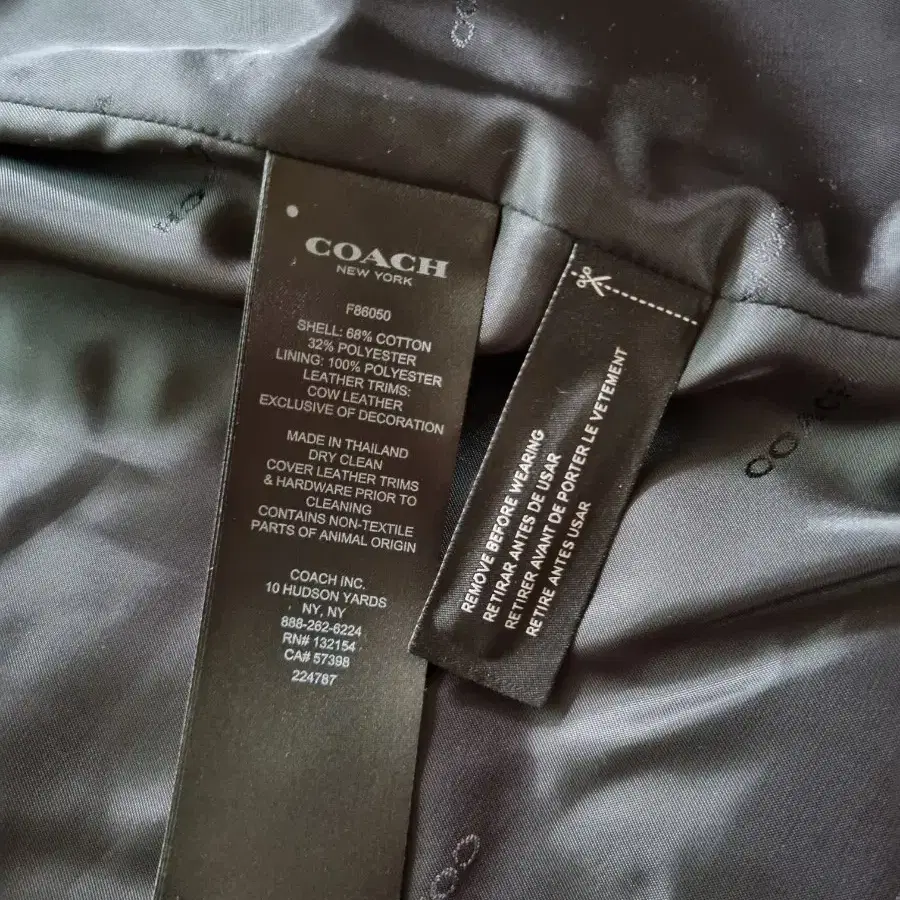 COACH
NEW YORK
F86050
SHELL: 68% COTTON
32% POLYESTER
LINING: 100% POLYESTER
LEATHER TRIMS:
COW LEATHER
EXCLUSIVE OF DECORATION
MADE IN THAILAND
DRY CLEAN
COVER LEATHER TRIMS
& HARDWARE PRIOR TO
CLEANING
CONTAINS NON-TEXTILE
PARTS OF ANIMAL ORIGIN
COACH INC.
10 HUDSON YARDS
NY, NY
888-262-6224
RN# 132154
CA# 57398
224787
REMOVE BEFORE WEARING
RETIRAR ANTES DE USAR
RETIRER AVANT DE PORTER LE VETEMENT
RETIRE ANTES USAR
COACH